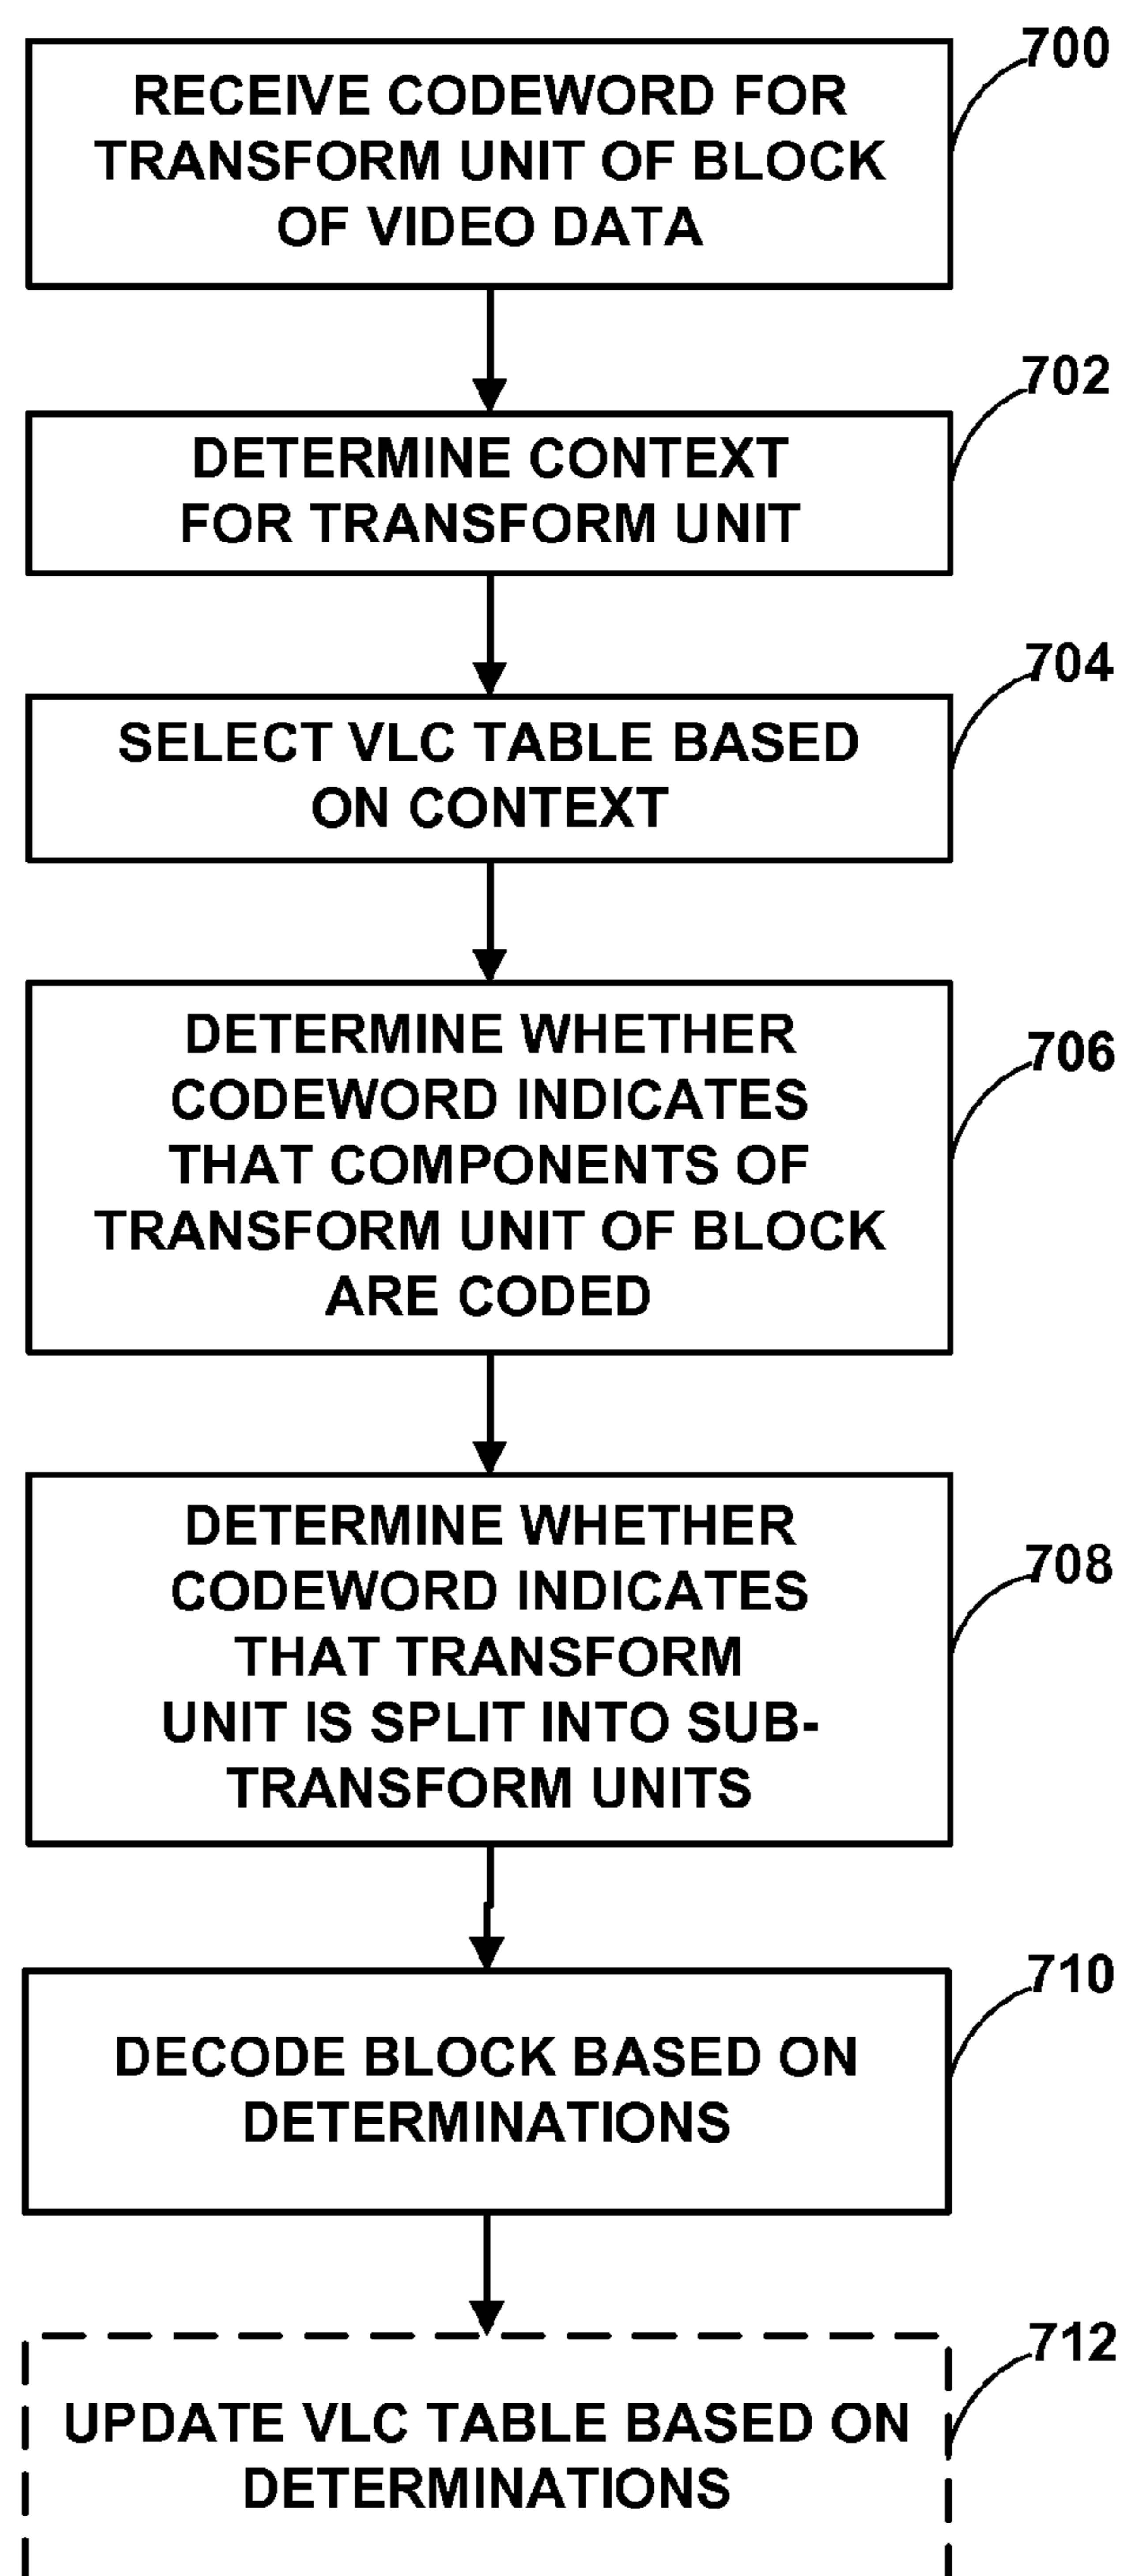 700
RECEIVE CODEWORD FOR
TRANSFORM UNIT OF BLOCK
OF VIDEO DATA
702
DETERMINE CONTEXT
FOR TRANSFORM UNIT
704
SELECT VLC TABLE BASED
ON CONTEXT
706
DETERMINE WHETHER
CODEWORD INDICATES
THAT COMPONENTS OF
TRANSFORM UNIT OF BLOCK
ARE CODED
708
DETERMINE WHETHER
CODEWORD INDICATES
THAT TRANSFORM
UNIT IS SPLIT INTO SUB-
TRANSFORM UNITS
710
DECODE BLOCK BASED ON
DETERMINATIONS
712
UPDATE VLC TABLE BASED ON
DETERMINATIONS